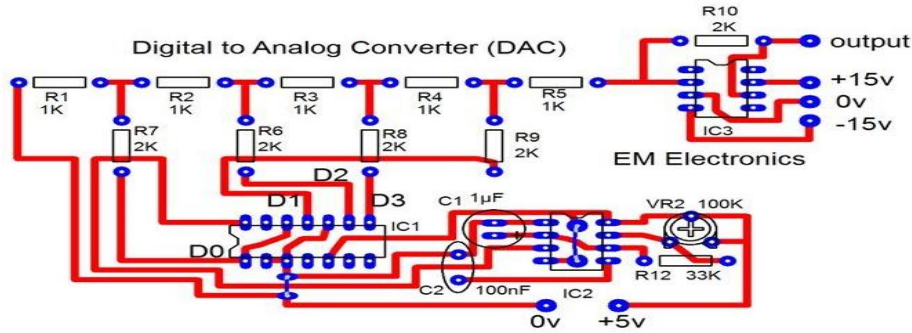 R10
2K
Digital to Analog Converter (DAC)
output
+15v
0v
-15v
R1
1K
R2
1K
R3
1K
R4
1K
R5
1K
IC3
R7
2K
R6
2K
R8
2K
R9
2K
EM Electronics
D2
D1
D3
C1
1µF
VR2 100K
IC1
+
D0
R12 33K
C2
100nF
IC2
0v
+5v